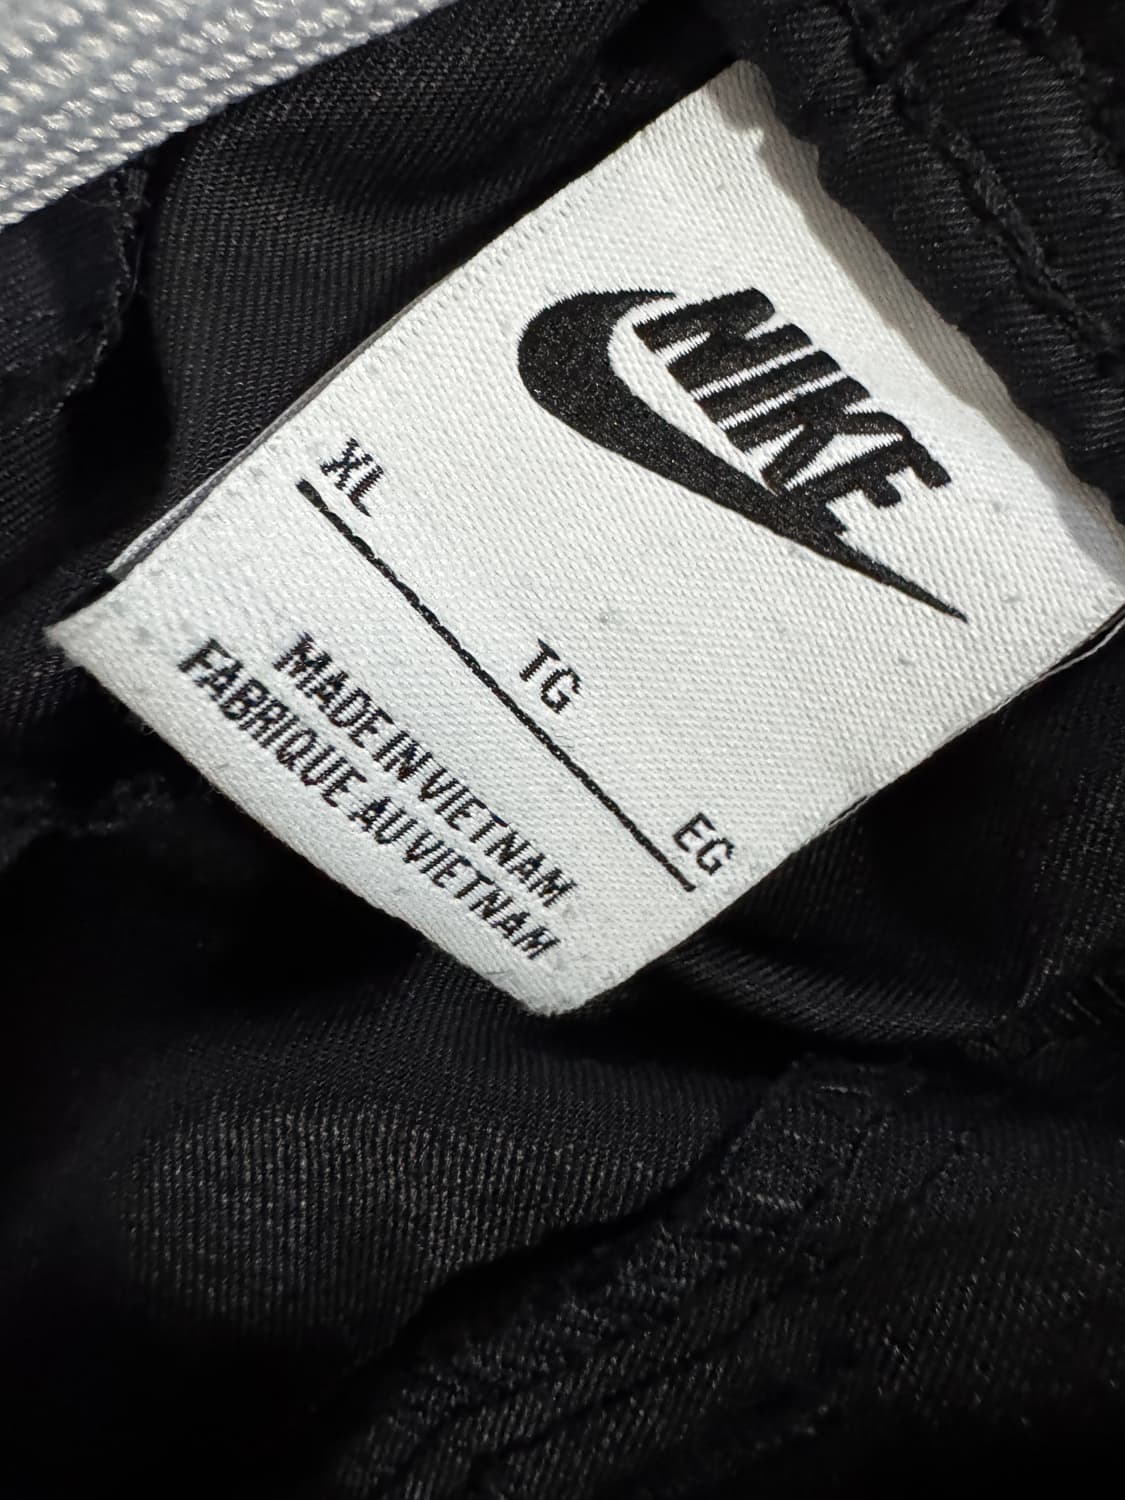 NIKE
XL TG EG
MADE IN VIETNAM
FABRIQUE AU VIETNAM